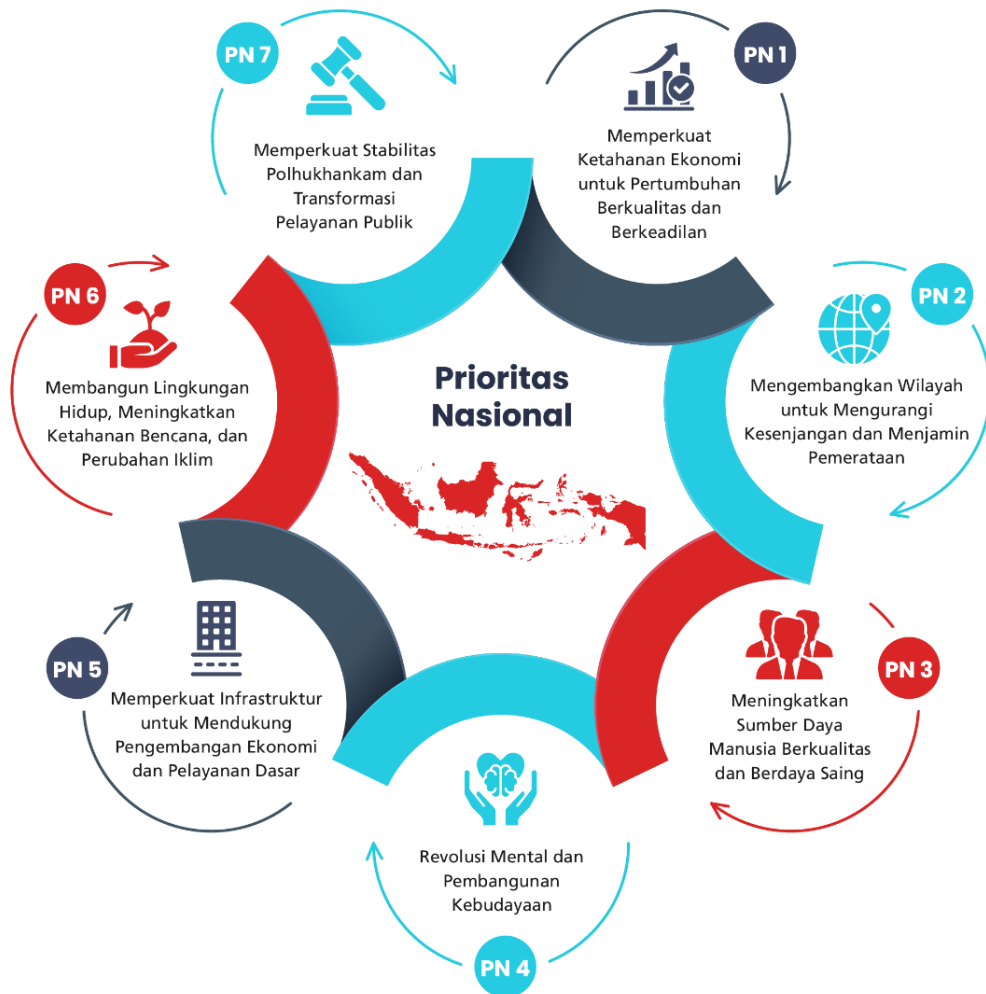 Prioritas
Nasional
PN 1
Memperkuat
Ketahanan Ekonomi
untuk Pertumbuhan
Berkualitas dan
Berkeadilan
PN 2
Mengembangkan Wilayah
untuk Mengurangi
Kesenjangan dan Menjamin
Pemerataan
PN 3
Meningkatkan
Sumber Daya
Manusia Berkualitas
dan Berdaya Saing
PN 4
Revolusi Mental dan
Pembangunan
Kebudayaan
PN 5
Memperkuat Infrastruktur
untuk Mendukung
Pengembangan Ekonomi
dan Pelayanan Dasar
PN 6
Membangun Lingkungan
Hidup, Meningkatkan
Ketahanan Bencana, dan
Perubahan Iklim
PN 7
Memperkuat Stabilitas
Polhukhankam dan
Transformasi
Pelayanan Publik